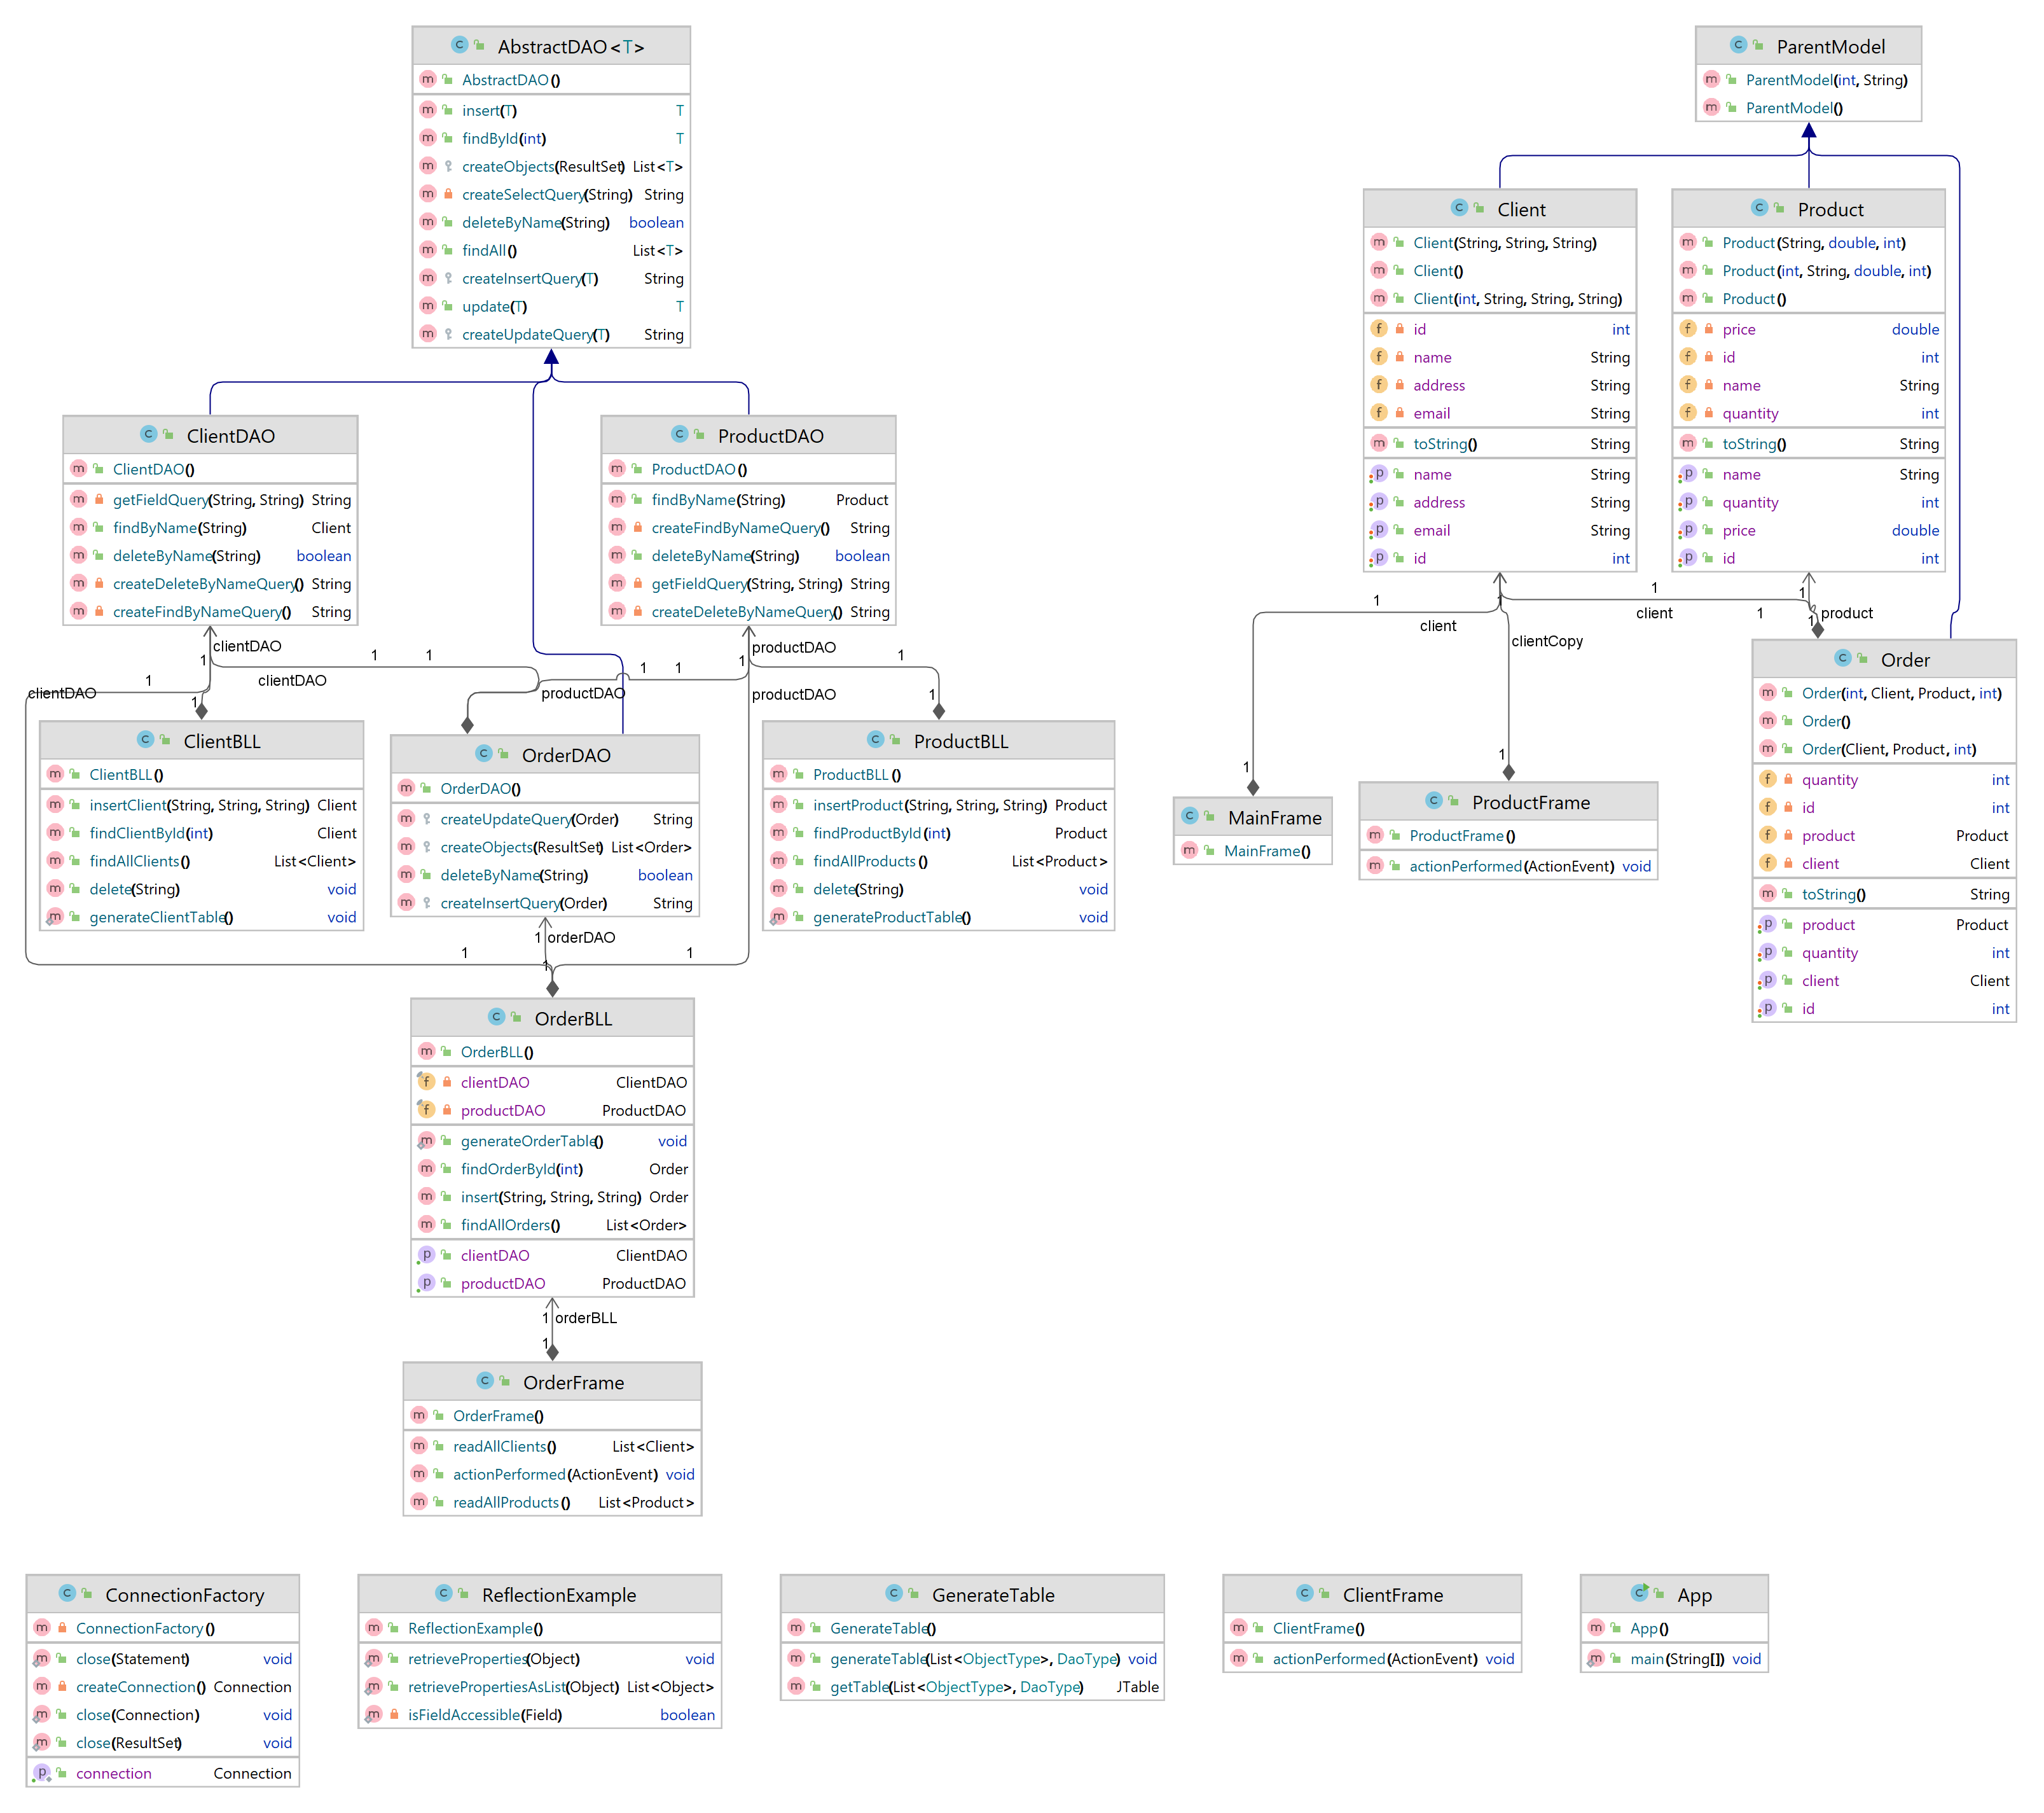 AbstractDAO<T>
AbstractDAO()
insert(T) T
findById(int) T
createObjects(ResultSet) List<T>
createSelectQuery(String) String
deleteByName(String) boolean
findAll() List<T>
createInsertQuery(T) String
update(T) T
createUpdateQuery(T) String
ParentModel
ParentModel(int, String)
ParentModel()
Client
Client(String, String, String)
Client()
Client(int, String, String, String)
id int
name String
address String
email String
toString() String
name String
address String
email String
id int
Product
Product(String, double, int)
Product(int, String, double, int)
Product()
price double
id int
name String
quantity int
toString() String
name String
quantity int
price double
id int
ClientDAO
ClientDAO()
getFieldQuery(String, String) String
findByName(String) Client
deleteByName(String) boolean
createDeleteByNameQuery() String
createFindByNameQuery() String
ProductDAO
ProductDAO()
findByName(String) Product
createFindByNameQuery() String
deleteByName(String) boolean
getFieldQuery(String, String) String
createDeleteByNameQuery() String
1 clientDAO
1
1 clientDAO
1
1
clientDAO
1
1
1
productDAO
1 productDAO
productDAO
1
1
1
1 client
1
1 clientCopy
1
1
client
1
1
1 product
1
ClientBLL
ClientBLL()
insertClient(String, String, String) Client
findClientById(int) Client
findAllClients() List<Client>
delete(String) void
generateClientTable() void
OrderDAO
OrderDAO()
createUpdateQuery(Order) String
createObjects(ResultSet) List<Order>
deleteByName(String) boolean
createInsertQuery(Order) String
ProductBLL
ProductBLL()
insertProduct(String, String, String) Product
findProductById(int) Product
findAllProducts() List<Product>
delete(String) void
generateProductTable() void
MainFrame
MainFrame()
ProductFrame
ProductFrame()
actionPerformed(ActionEvent) void
Order
Order(int, Client, Product, int)
Order()
Order(Client, Product, int)
quantity int
id int
product Product
client Client
toString() String
product Product
quantity int
client Client
id int
1 orderDAO
1
1
1
OrderBLL
OrderBLL()
clientDAO ClientDAO
productDAO ProductDAO
generateOrderTable() void
findOrderById(int) Order
insert(String, String, String) Order
findAllOrders() List<Order>
clientDAO ClientDAO
productDAO ProductDAO
1 orderBLL
1
OrderFrame
OrderFrame()
readAllClients() List<Client>
actionPerformed(ActionEvent) void
readAllProducts() List<Product>
ConnectionFactory
ConnectionFactory()
close(Statement) void
createConnection() Connection
close(Connection) void
close(ResultSet) void
connection Connection
ReflectionExample
ReflectionExample()
retrieveProperties(Object) void
retrievePropertiesAsList(Object) List<Object>
isFieldAccessible(Field) boolean
GenerateTable
GenerateTable()
generateTable(List<ObjectType>, DaoType) void
getTable(List<ObjectType>, DaoType) JTable
ClientFrame
ClientFrame()
actionPerformed(ActionEvent) void
App
App()
main(String[]) void